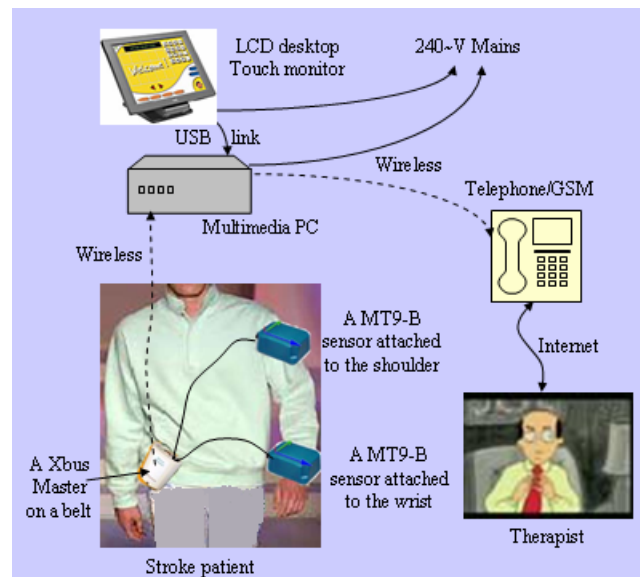 LCD desktop
Touch monitor
240~V Mains
USB link
Wireless
Telephone/GSM
Multimedia PC
Wireless
A MT9-B
sensor attached
to the shoulder
Internet
A Xbus
Master
on a belt
A MT9-B
sensor attached
to the wrist
Therapist
Stroke patient